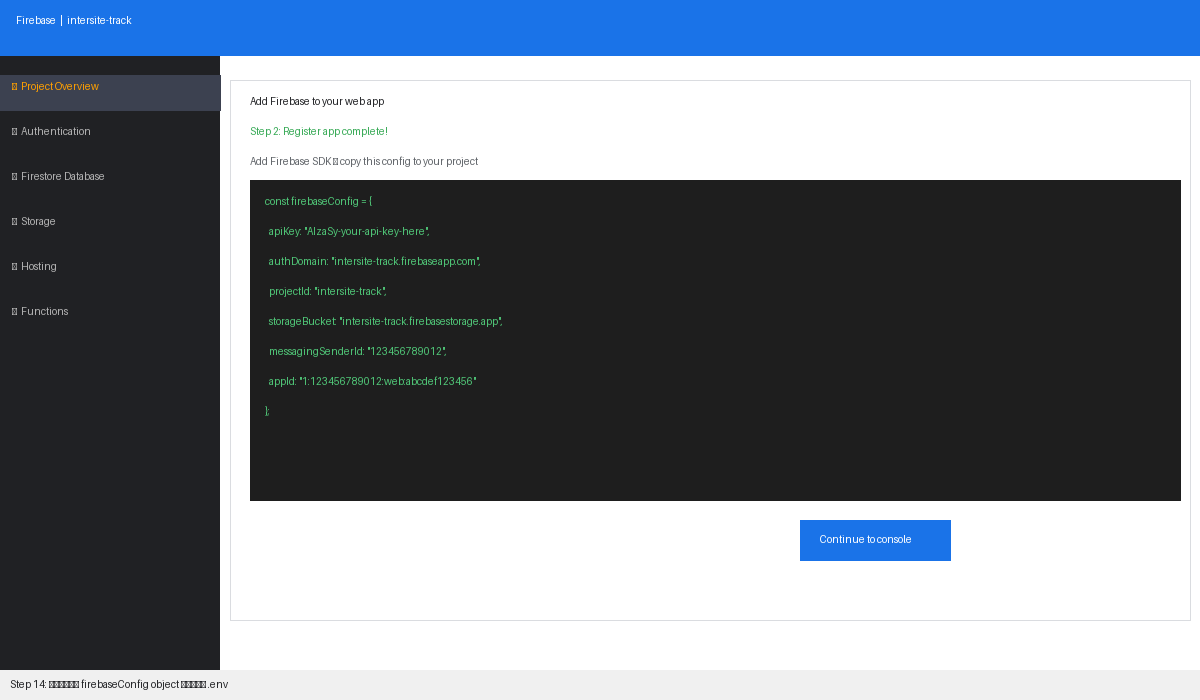 Firebase | intersite-track
Project Overview
Authentication
Firestore Database
Storage
Hosting
Functions
Add Firebase to your web app
Step 2: Register app complete!
Add Firebase SDK copy this config to your project
const firebaseConfig = {
apiKey: "AIzaSy-your-api-key-here",
authDomain: "intersite-track.firebaseapp.com",
projectId: "intersite-track",
storageBucket: "intersite-track.firebasestorage.app",
messagingSenderId: "123456789012",
appId: "1:123456789012:web:abcdef123456"
};
Continue to console
Step 14: firebaseConfig object .env